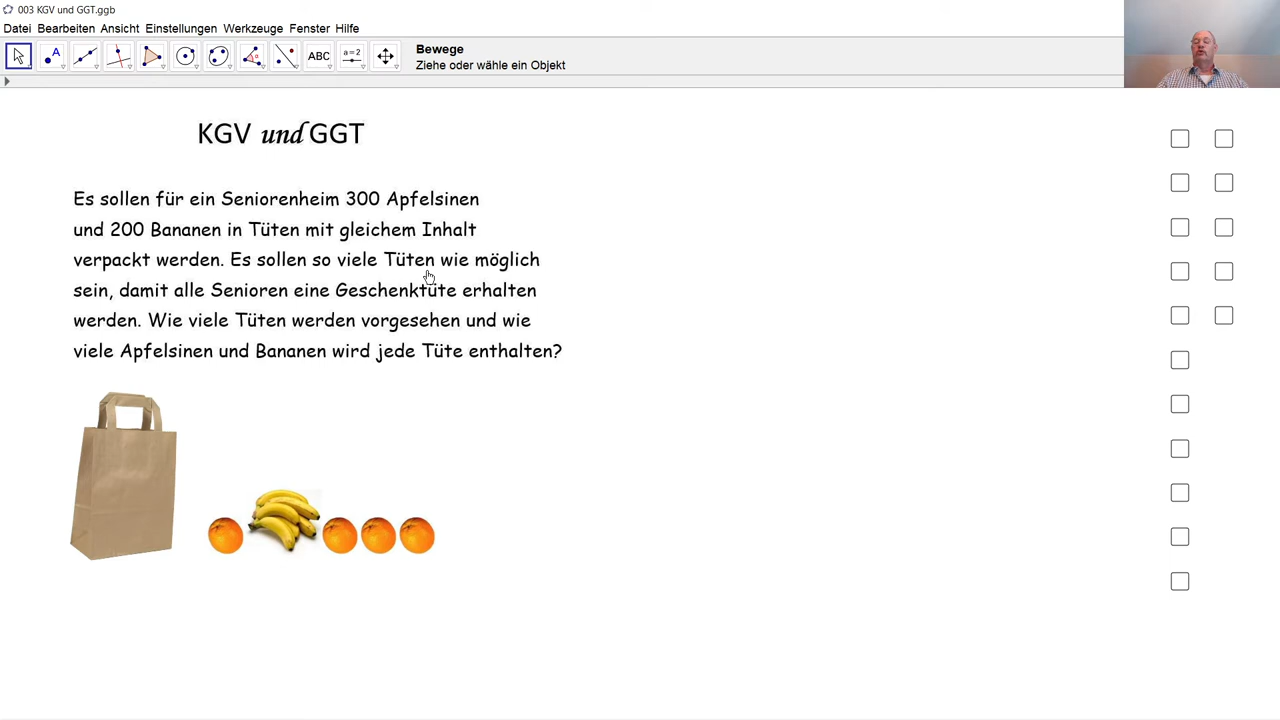 003 KGV und GGT.ggb
Datei Bearbeiten Ansicht Einstellungen Werkzeuge Fenster Hilfe
A
ABC
a=2
Bewege
Ziehe oder wähle ein Objekt
KGV und GGT
Es sollen für ein Seniorenheim 300 Apfelsinen
und 200 Bananen in Tüten mit gleichem Inhalt
verpackt werden. Es sollen so viele Tüten wie möglich
sein, damit alle Senioren eine Geschenktüte erhalten
werden. Wie viele Tüten werden vorgesehen und wie
viele Apfelsinen und Bananen wird jede Tüte enthalten?